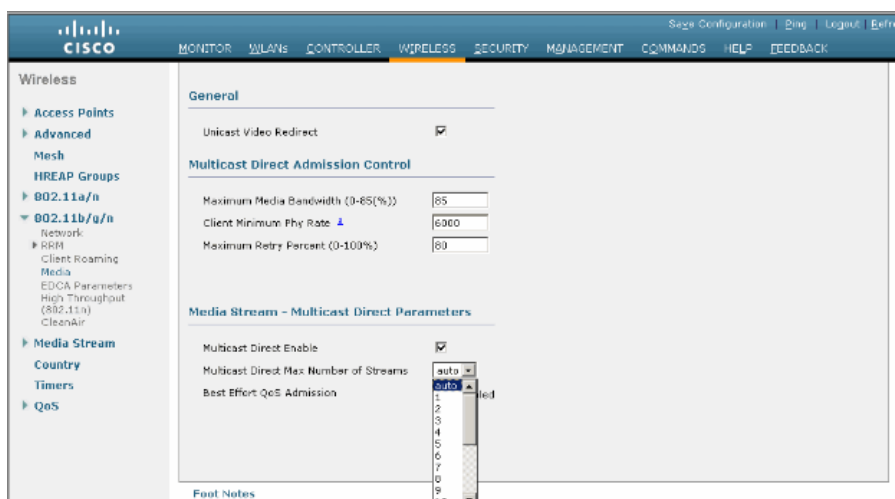 Save Configuration | Ping | Logout | Refre
CISCO
MONITOR WLANs CONTROLLER WIRELESS SECURITY MANAGEMENT COMMANDS HELP FEEDBACK
Wireless
Access Points
Advanced
Mesh
HREAP Groups
802.11a/n
802.11b/g/n
Network
RRM
Client Roaming
Media
EDCA Parameters
High Throughput
(802.11n)
CleanAir
Media Stream
Country
Timers
QoS
General
Unicast Video Redirect
Multicast Direct Admission Control
Maximum Media Bandwidth (0-85(%)) 85
Client Minimum Phy Rate 1 6000
Maximum Retry Percent (0-100%) 80
Media Stream - Multicast Direct Parameters
Multicast Direct Enable
Multicast Direct Max Number of Streams auto
Best Effort QoS Admission auto iled
1
2
3
4
5
6
7
8
9
Foot Notes